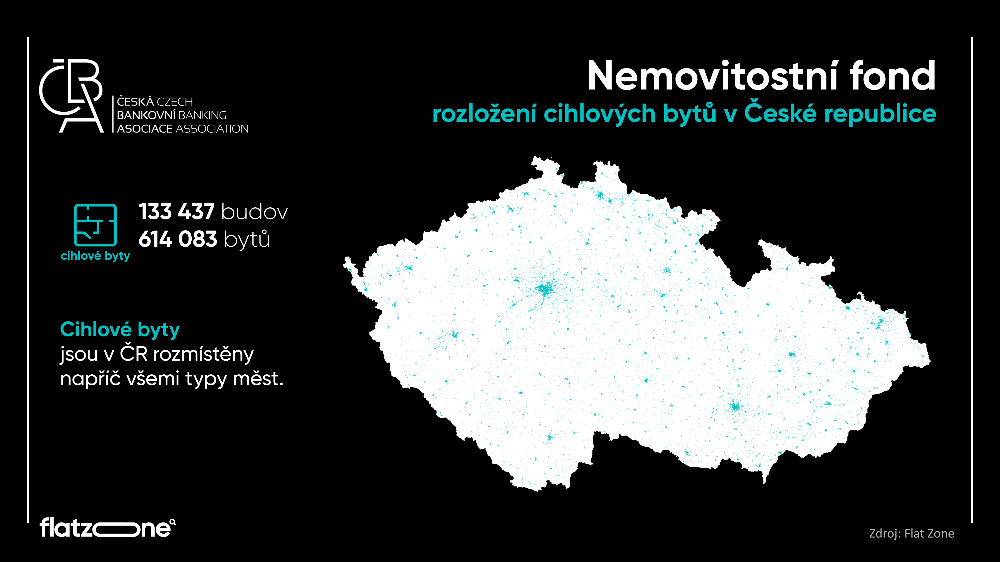 ČBA
ČESKÁ CZECH
BANKOVNÍ BANKING
ASOCIACE ASSOCIATION
Nemovitostní fond
rozložení cihlových bytů v České republice
133 437 budov
614 083 bytů
cihlové byty
Cihlové byty
jsou v ČR rozmístěny
napříč všemi typy měst.
flatzone
Zdroj: Flat Zone